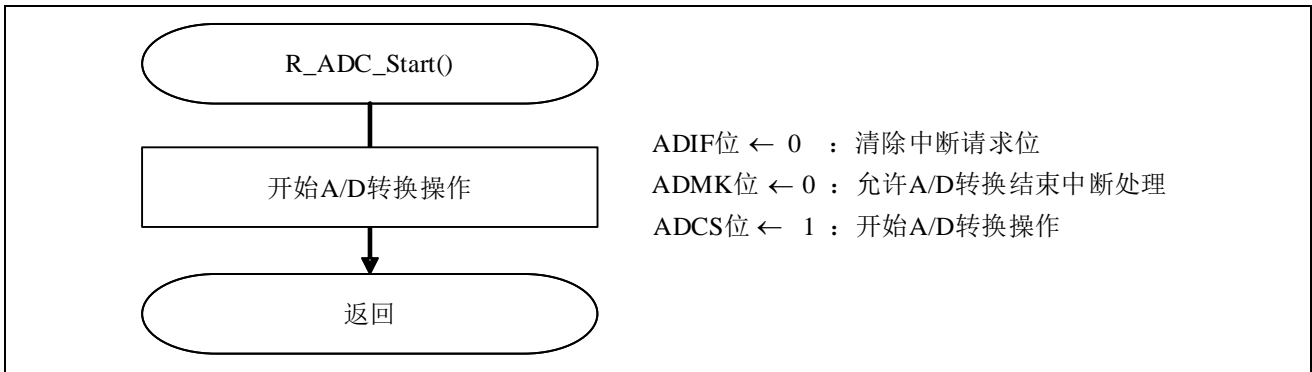 R_ADC_Start()
开始A/D转换操作
ADIF位 ← 0 ：清除中断请求位
ADMK位 ← 0 ：允许A/D转换结束中断处理
ADCS位 ← 1 ：开始A/D转换操作
返回